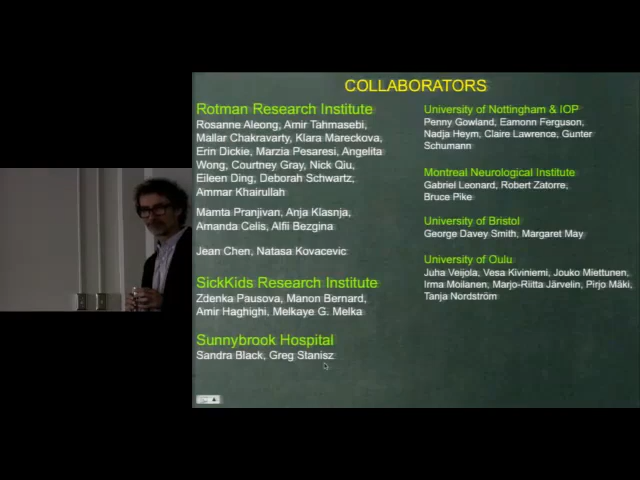 COLLABORATORS
Rotman Research Institute
Rosanne Aleong, Amir Tahmasebi,
Mallar Chakravarty, Klara Mareckova,
Erin Dickie, Marzia Pesaresi, Angelita
Wong, Courtney Gray, Nick Qiu,
Eileen Ding, Deborah Schwartz,
Ammar Khairullah
Mamta Pranjivan, Anja Klasnja,
Amanda Celis, Alfii Bezgina
Jean Chen, Natasa Kovacevic
SickKids Research Institute
Zdenka Pausova, Manon Bernard,
Amir Haghighi, Melkaye G. Melka
Sunnybrook Hospital
Sandra Black, Greg Stanisz
University of Nottingham & IOP
Penny Gowland, Eamonn Ferguson,
Nadja Heym, Claire Lawrence, Gunter
Schumann
Montreal Neurological Institute
Gabriel Leonard, Robert Zatorre,
Bruce Pike
University of Bristol
George Davey Smith, Margaret May
University of Oulu
Juha Veijola, Vesa Kiviniemi, Jouko Miettunen,
Irma Moilanen, Marjo-Riitta Järvelin, Pirjo Mäki,
Tanja Nordström